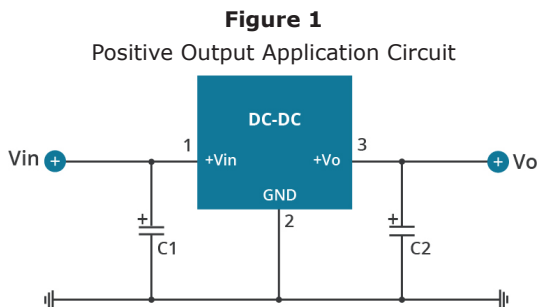 Figure 1
Positive Output Application Circuit
DC-DC
1
3
Vin +
+Vin
+Vo
+ Vo
GND
2
+
C1
+
C2